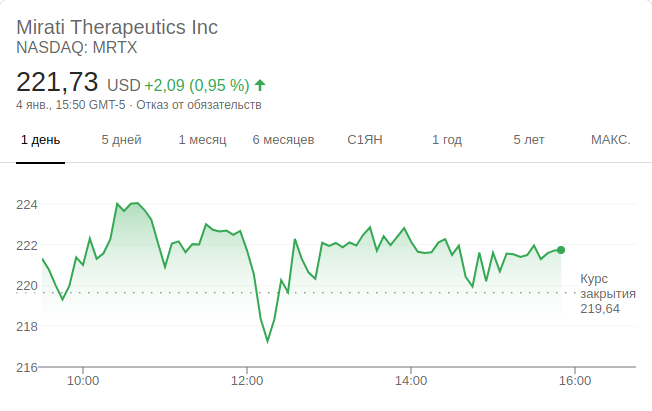 Mirati Therapeutics Inc
NASDAQ: MRTX
221,73 USD +2,09 (0,95 %)
4 янв., 15:50 GMT-5 · Отказ от обязательств
1 день 5 дней 1 месяц 6 месяцев С1ЯН 1 год 5 лет МАКС.
224
222
220
218
216
Курс
закрытия
219,64
10:00 12:00 14:00 16:00